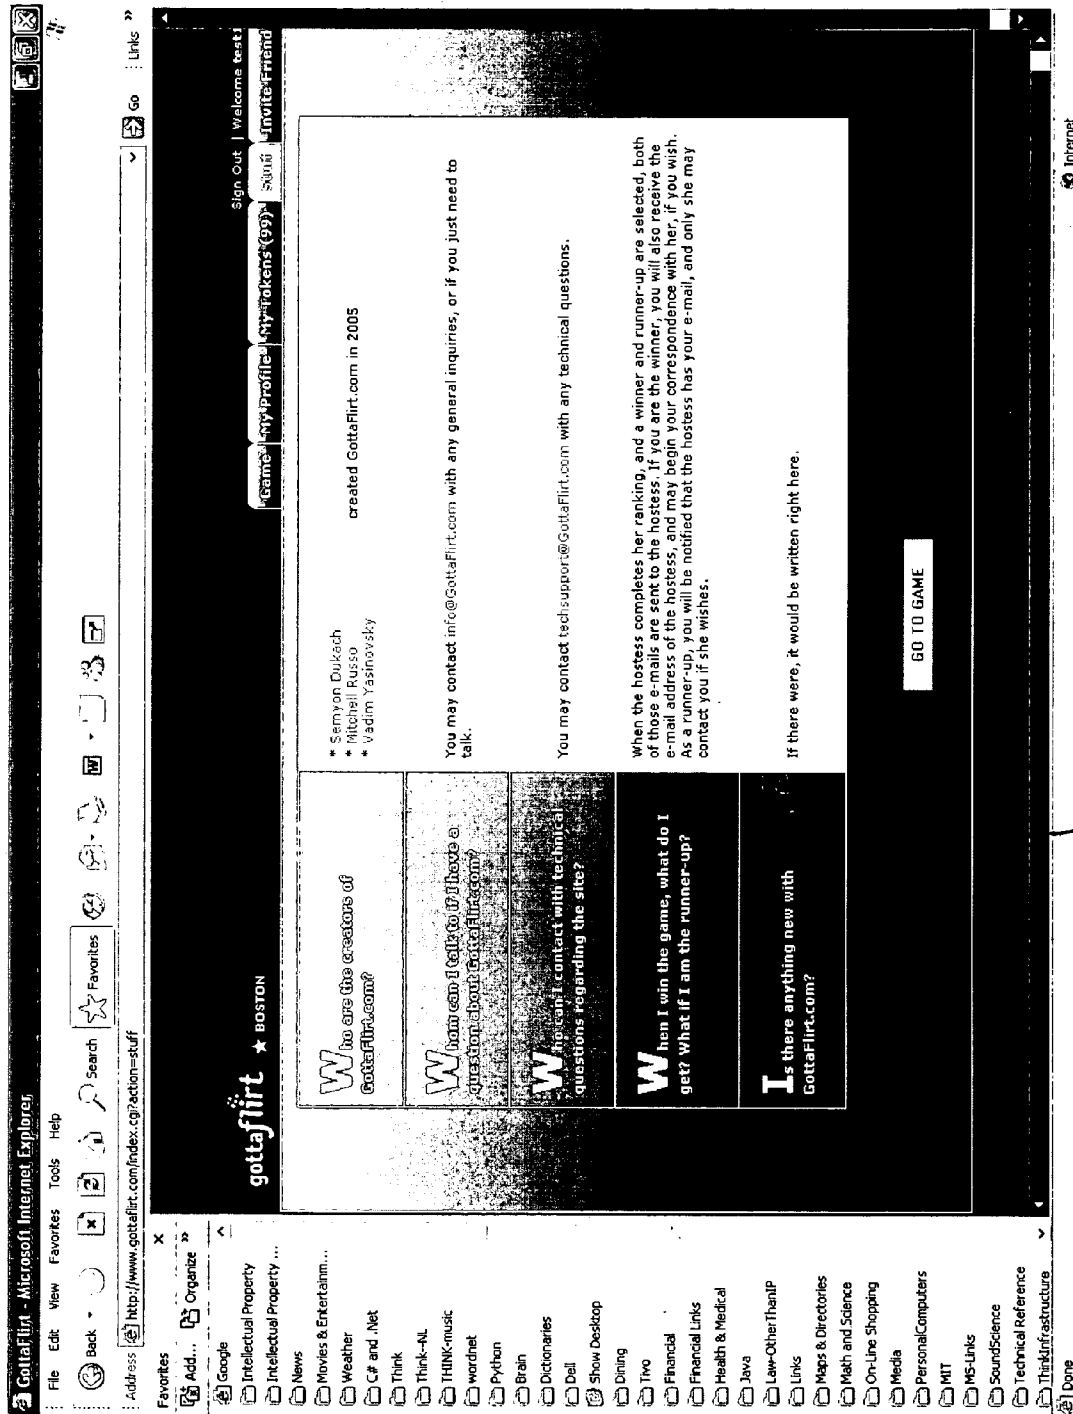 GottaFlirt - Microsoft Internet Explorer
File Edit View Favorites Tools Help
Back Search Favorites
Address http://www.gottaflirt.com/index.cgi?action=stuff Go Links »
Favorites ×
Add... Organize »
Google
Intellectual Property
Intellectual Property ...
News
Movies & Entertainm...
Weather
C# and .Net
Think
Think-NL
THINK-music
wordnet
Python
Brain
Dictionaries
Dell
Show Desktop
Dining
Tivo
Financial
Financial Links
Health & Medical
Java
Law-OtherThanIP
Links
Maps & Directories
Math and Science
On-Line Shopping
Media
PersonalComputers
MIT
MS-Links
SoundScience
Technical Reference
ThinkInfrastructure
Sign Out | Welcome test1
gottaflirt ★ BOSTON
Game My Profile My Tokens (99) Stuff Invite Friend
Who are the creators of
GottaFlirt.com?
* Semyon Dukach
* Mitchell Russo created GottaFlirt.com in 2005
* Vadim Yasinovsky
Whom can I talk to if I have a
question about GottaFlirt.com?
You may contact info@GottaFlirt.com with any general inquiries, or if you just need to
talk.
Who can I contact with technical
questions regarding the site?
You may contact techsupport@GottaFlirt.com with any technical questions.
When I win the game, what do I
get? What if I am the runner-up?
When the hostess completes her ranking, and a winner and runner-up are selected, both
of those e-mails are sent to the hostess. If you are the winner, you will also receive the
e-mail address of the hostess, and may begin your correspondence with her, if you wish.
As a runner-up, you will be notified that the hostess has your e-mail, and only she may
contact you if she wishes.
Is there anything new with
GottaFlirt.com?
If there were, it would be written right here.
GO TO GAME
Done Internet